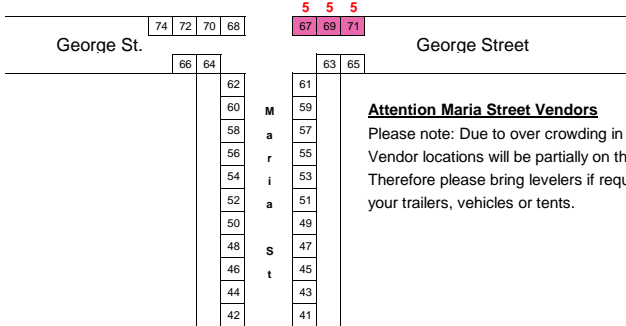 5 5 5
74 72 70 68 67 69 71
George St. George Street
66 64 63 65
62 61
60 M 59 Attention Maria Street Vendors
58 a 57 Please note: Due to over crowding in
56 r 55 Vendor locations will be partially on
54 i 53 Therefore please bring levelers if
52 a 51 your trailers, vehicles or tents.
50 49
48 S 47
46 t 45
44 43
42 41